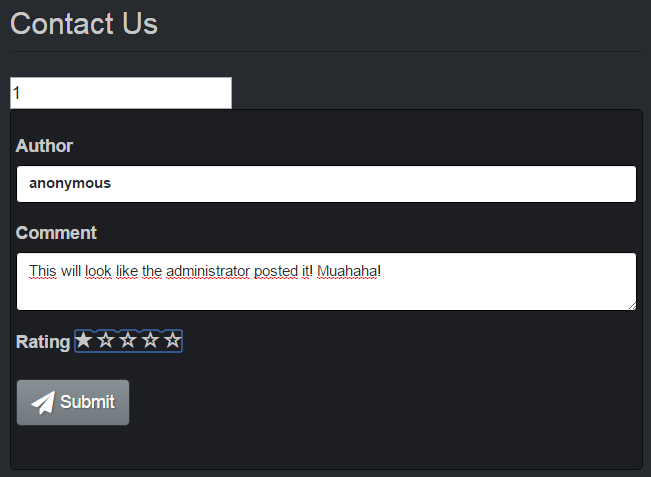 Contact Us
1
Author
anonymous
Comment
This will look like the administrator posted it! Muahaha!
Rating ★ ☆ ☆ ☆ ☆
Submit